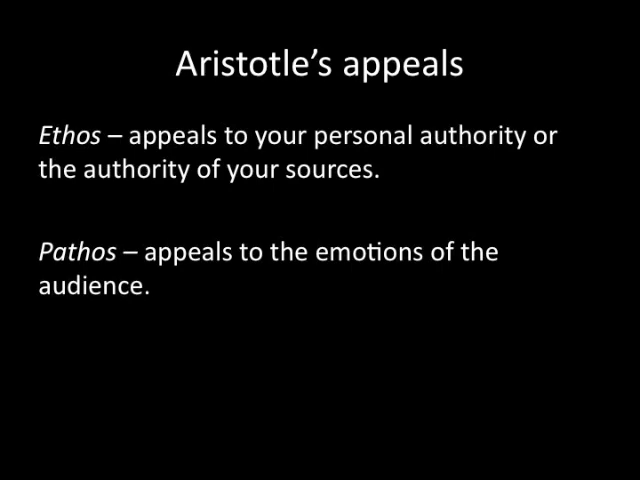 Aristotle’s appeals
Ethos – appeals to your personal authority or
the authority of your sources.
Pathos – appeals to the emotions of the
audience.